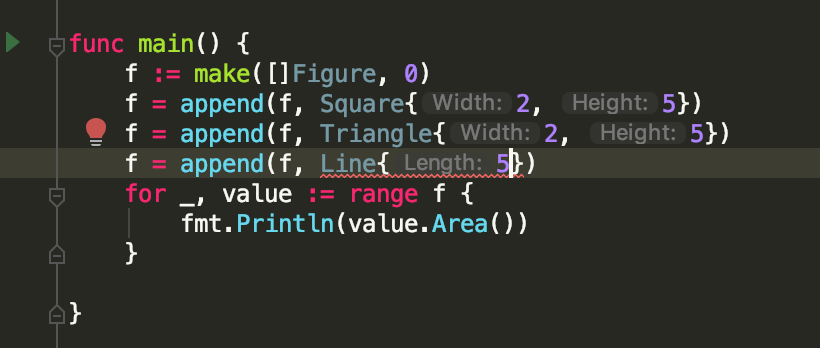 func main() {
    f := make([]Figure, 0)
    f = append(f, Square{ Width: 2, Height: 5})
    f = append(f, Triangle{ Width: 2, Height: 5})
    f = append(f, Line{ Length: 5})
    for _, value := range f {
        fmt.Println(value.Area())
    }
}